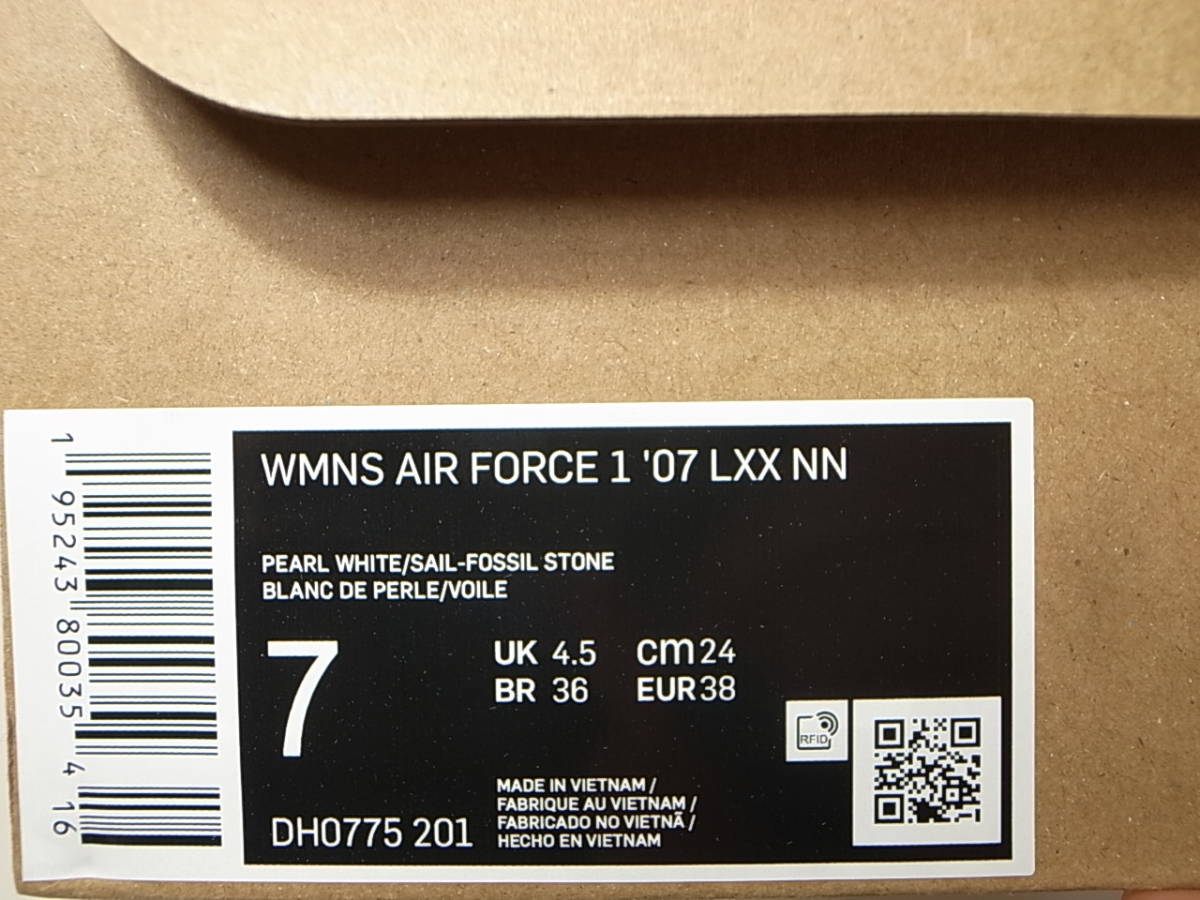 WMNS AIR FORCE 1 '07 LXX NN
PEARL WHITE/SAIL-FOSSIL STONE
BLANC DE PERLE/VOILE
7
UK 4.5 cm 24
BR 36 EUR 38
RFID
MADE IN VIETNAM /
FABRIQUE AU VIETNAM /
FABRICADO NO VIETNÃ /
HECHO EN VIETNAM
DH0775 201
1 95243 80035 4 16